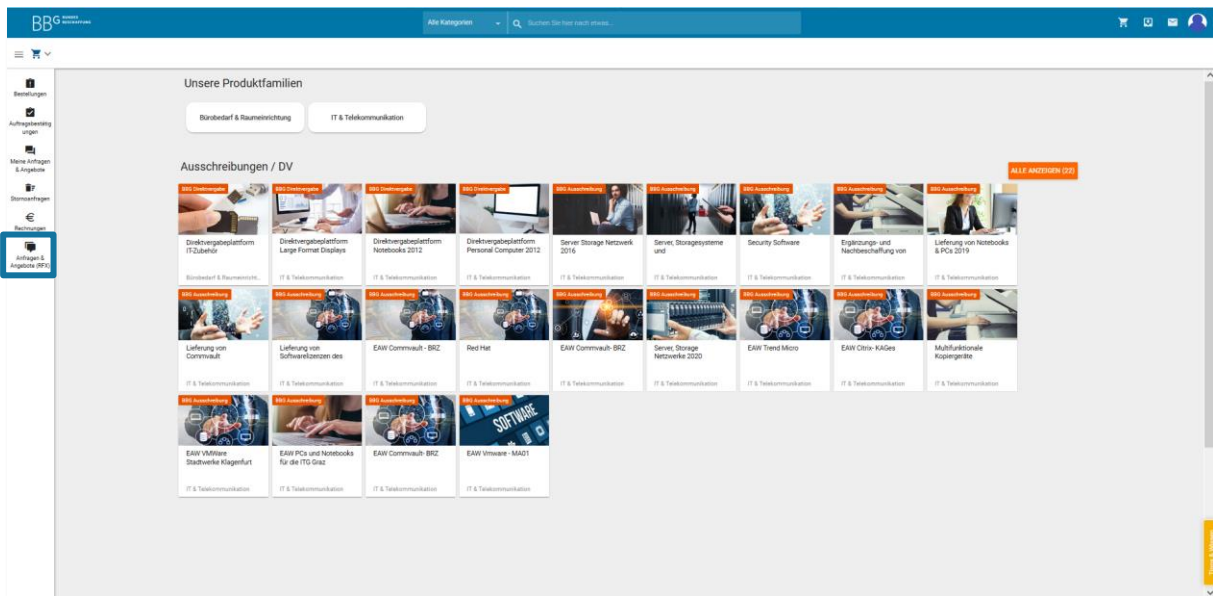 BBG BUNDES
BESCHAFFUNG
Alle Kategorien
Suchen Sie hier nach etwas...
Bestellungen
Auftragsbestätig
ungen
Meine Anfragen
& Angebote
Stornoanfragen
Rechnungen
Anfragen &
Angebote (RFX)
Unsere Produktfamilien
Bürobedarf & Raumeinrichtung
IT & Telekommunikation
Ausschreibungen / DV
ALLE ANZEIGEN (22)
BBG Direktvergabe
Direktvergabeplattform
IT-Zubehör
Bürobedarf & Raumeinricht...
BBG Direktvergabe
Direktvergabeplattform
Large Format Displays
IT & Telekommunikation
BBG Direktvergabe
Direktvergabeplattform
Notebooks 2012
IT & Telekommunikation
BBG Direktvergabe
Direktvergabeplattform
Personal Computer 2012
IT & Telekommunikation
BBG Ausschreibung
Server Storage Netzwerk
2016
IT & Telekommunikation
BBG Ausschreibung
Server, Storagesysteme
und
IT & Telekommunikation
BBG Ausschreibung
Security Software
IT & Telekommunikation
BBG Ausschreibung
Ergänzungs- und
Nachbeschaffung von
IT & Telekommunikation
BBG Ausschreibung
Lieferung von Notebooks
& PCs 2019
IT & Telekommunikation
BBG Ausschreibung
Lieferung von
Commvault
IT & Telekommunikation
BBG Ausschreibung
Lieferung von
Softwarelizenzen des
IT & Telekommunikation
BBG Ausschreibung
EAW Commvault - BRZ
IT & Telekommunikation
BBG Ausschreibung
Red Hat
IT & Telekommunikation
BBG Ausschreibung
EAW Commvault- BRZ
IT & Telekommunikation
BBG Ausschreibung
Server, Storage
Netzwerke 2020
IT & Telekommunikation
BBG Ausschreibung
EAW Trend Micro
IT & Telekommunikation
BBG Ausschreibung
EAW Citrix- KAGes
IT & Telekommunikation
BBG Ausschreibung
Multifunktionale
Kopiergeräte
IT & Telekommunikation
BBG Ausschreibung
EAW VMWare
Stadtwerke Klagenfurt
IT & Telekommunikation
BBG Ausschreibung
EAW PCs und Notebooks
für die ITG Graz
IT & Telekommunikation
BBG Ausschreibung
EAW Commvault- BRZ
IT & Telekommunikation
BBG Ausschreibung
SOFTWARE
EAW Vmware - MA01
IT & Telekommunikation